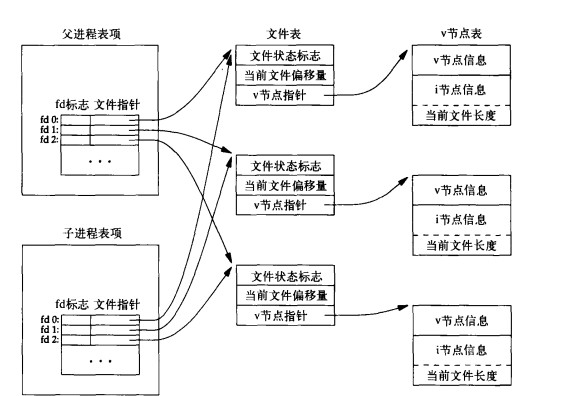 父进程表项
fd标志 文件指针
fd 0:
fd 1:
fd 2:
...
子进程表项
fd标志 文件指针
fd 0:
fd 1:
fd 2:
...
文件表
文件状态标志
当前文件偏移量
v节点指针
文件状态标志
当前文件偏移量
v节点指针
文件状态标志
当前文件偏移量
v节点指针
v节点表
v节点信息
i节点信息
当前文件长度
v节点信息
i节点信息
当前文件长度
v节点信息
i节点信息
当前文件长度